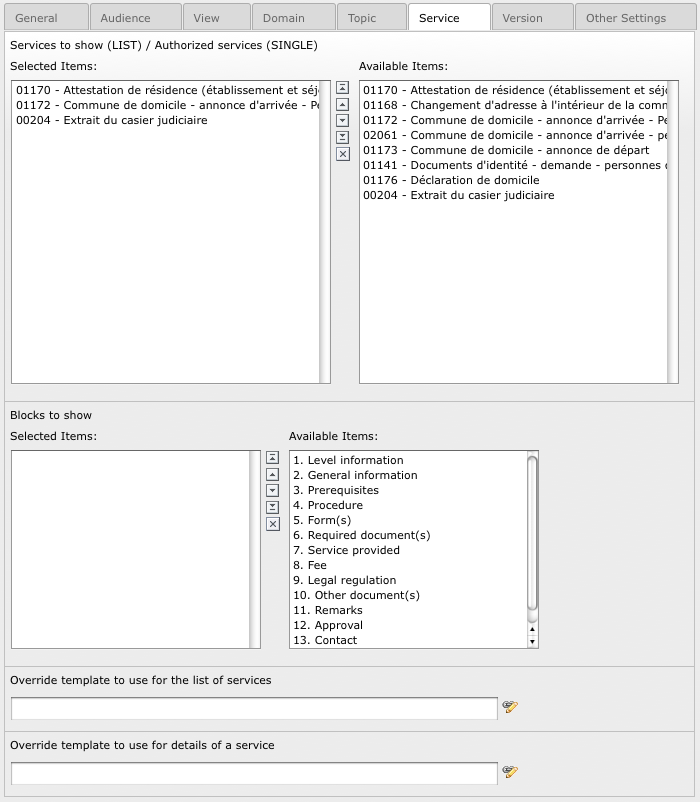 General Audience View Domain Topic Service Version Other Settings
Services to show (LIST) / Authorized services (SINGLE)
Selected Items:
01170 - Attestation de résidence (établissement et séj
01172 - Commune de domicile - annonce d'arrivée - Pe
00204 - Extrait du casier judiciaire
Available Items:
01170 - Attestation de résidence (établissement et séj
01168 - Changement d'adresse à l'intérieur de la comm
01172 - Commune de domicile - annonce d'arrivée - Pe
02061 - Commune de domicile - annonce d'arrivée - pe
01173 - Commune de domicile - annonce de départ
01141 - Documents d'identité - demande - personnes
01176 - Déclaration de domicile
00204 - Extrait du casier judiciaire
Blocks to show
Selected Items:
Available Items:
1. Level information
2. General information
3. Prerequisites
4. Procedure
5. Form(s)
6. Required document(s)
7. Service provided
8. Fee
9. Legal regulation
10. Other document(s)
11. Remarks
12. Approval
13. Contact
Override template to use for the list of services
Override template to use for details of a service